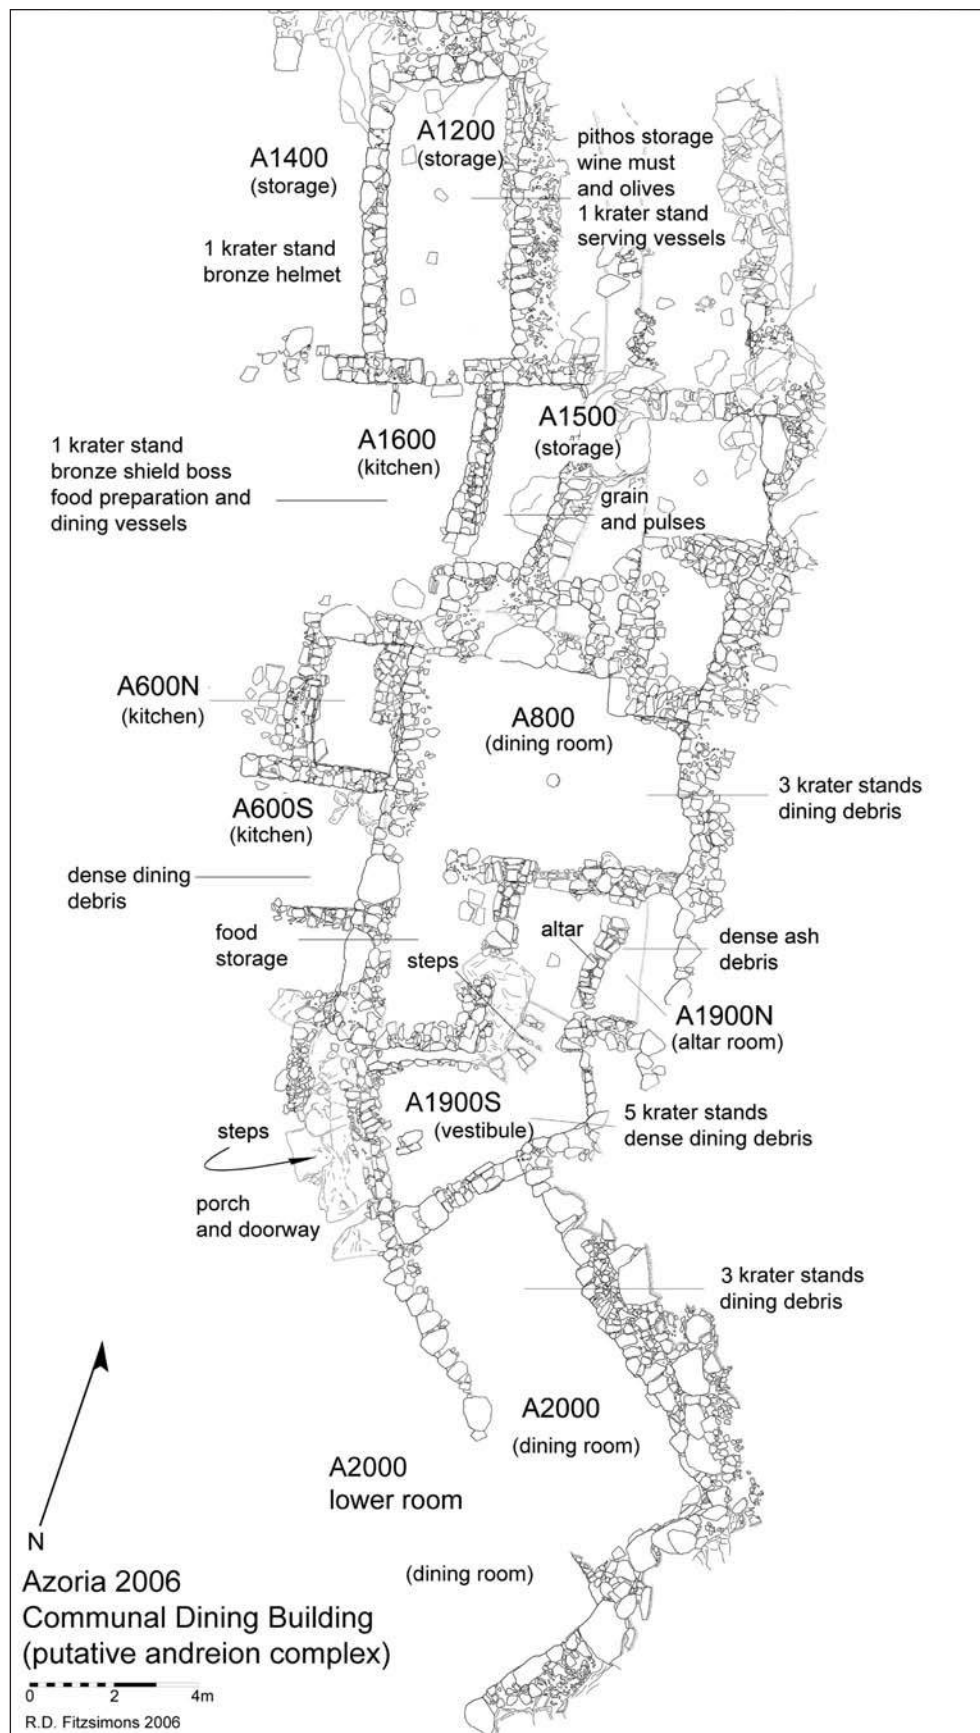 A1200
(storage)
pithos storage
wine must
and olives
1 krater stand
serving vessels
A1400
(storage)
1 krater stand
bronze helmet
A1500
(storage)
A1600
(kitchen)
1 krater stand
bronze shield boss
food preparation and
dining vessels
grain
and pulses
A600N
(kitchen)
A800
(dining room)
3 krater stands
dining debris
A600S
(kitchen)
dense dining
debris
food
storage
steps
altar
dense ash
debris
A1900N
(altar room)
A1900S
(vestibule)
5 krater stands
dense dining debris
steps
porch
and doorway
3 krater stands
dining debris
A2000
(dining room)
A2000
lower room
(dining room)
N
Azoria 2006
Communal Dining Building
(putative andreion complex)
0 2 4m
R.D. Fitzsimons 2006